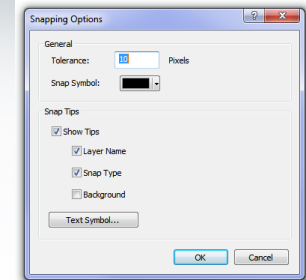 Snapping Options
General
Tolerance: 10 Pixels
Snap Symbol:
Snap Tips
Show Tips
Layer Name
Snap Type
Background
Text Symbol...
OK Cancel